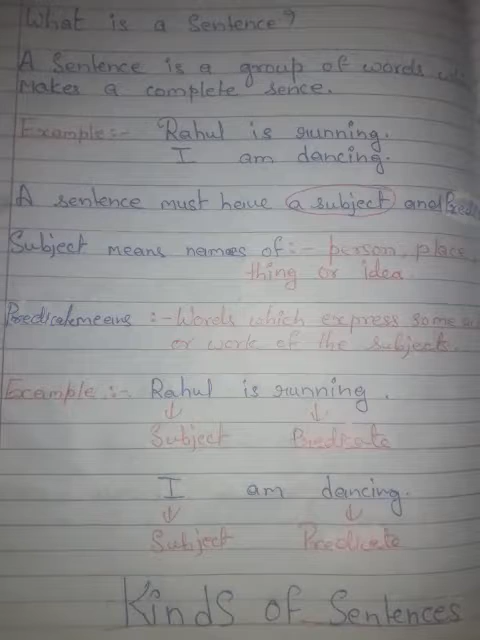 What is a Sentence?
A Sentence is a group of words
Makes a complete sence.
Example:- Rahul is running.
I am dancing.
A sentence must have a subject and
Subject means names of:- person, place
thing or idea
Predicate means :- Words which express some
or work of the subjects.
Example :- Rahul is running.
↓ ↓
Subject Predicate
I am dancing.
↓ ↓
Subject Predicate
Kinds of Sentences